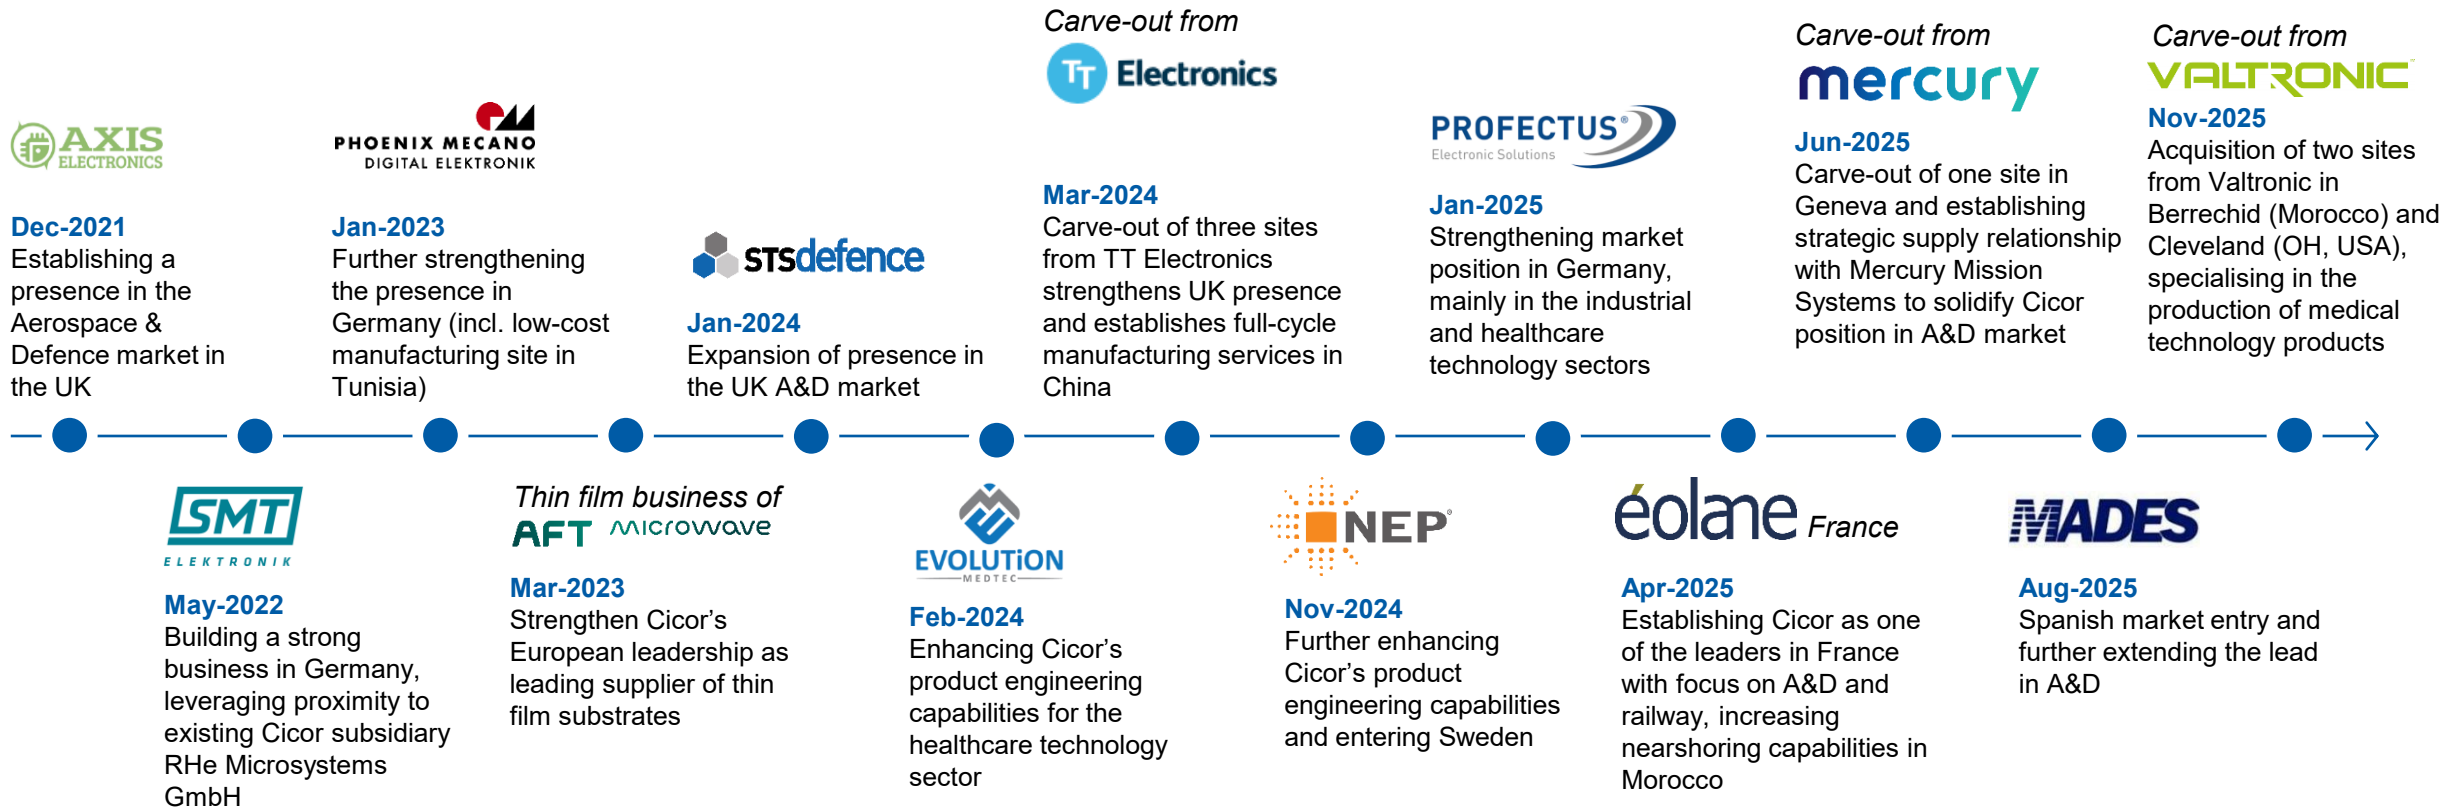 AXIS
ELECTRONICS
Dec-2021
Establishing a
presence in the
Aerospace &
Defence market in
the UK
SMT
ELEKTRONIK
May-2022
Building a strong
business in Germany,
leveraging proximity to
existing Cicor subsidiary
RHe Microsystems
GmbH
PHOENIX MECANO
DIGITAL ELEKTRONIK
Jan-2023
Further strengthening
the presence in
Germany (incl. low-cost
manufacturing site in
Tunisia)
Thin film business of
AFT microwave
Mar-2023
Strengthen Cicor’s
European leadership as
leading supplier of thin
film substrates
STSdefence
Jan-2024
Expansion of presence in
the UK A&D market
EVOLUTiON
MEDTEC
Feb-2024
Enhancing Cicor’s
product engineering
capabilities for the
healthcare technology
sector
Carve-out from
TT Electronics
Mar-2024
Carve-out of three sites
from TT Electronics
strengthens UK presence
and establishes full-cycle
manufacturing services in
China
NEP®
Nov-2024
Further enhancing
Cicor’s product
engineering capabilities
and entering Sweden
PROFECTUS®
Electronic Solutions
Jan-2025
Strengthening market
position in Germany,
mainly in the industrial
and healthcare
technology sectors
éolane France
Apr-2025
Establishing Cicor as one
of the leaders in France
with focus on A&D and
railway, increasing
nearshoring capabilities in
Morocco
Carve-out from
mercury
Jun-2025
Carve-out of one site in
Geneva and establishing
strategic supply relationship
with Mercury Mission
Systems to solidify Cicor
position in A&D market
MADES
Aug-2025
Spanish market entry and
further extending the lead
in A&D
Carve-out from
VALTRONIC™
Nov-2025
Acquisition of two sites
from Valtronic in
Berrechid (Morocco) and
Cleveland (OH, USA),
specialising in the
production of medical
technology products